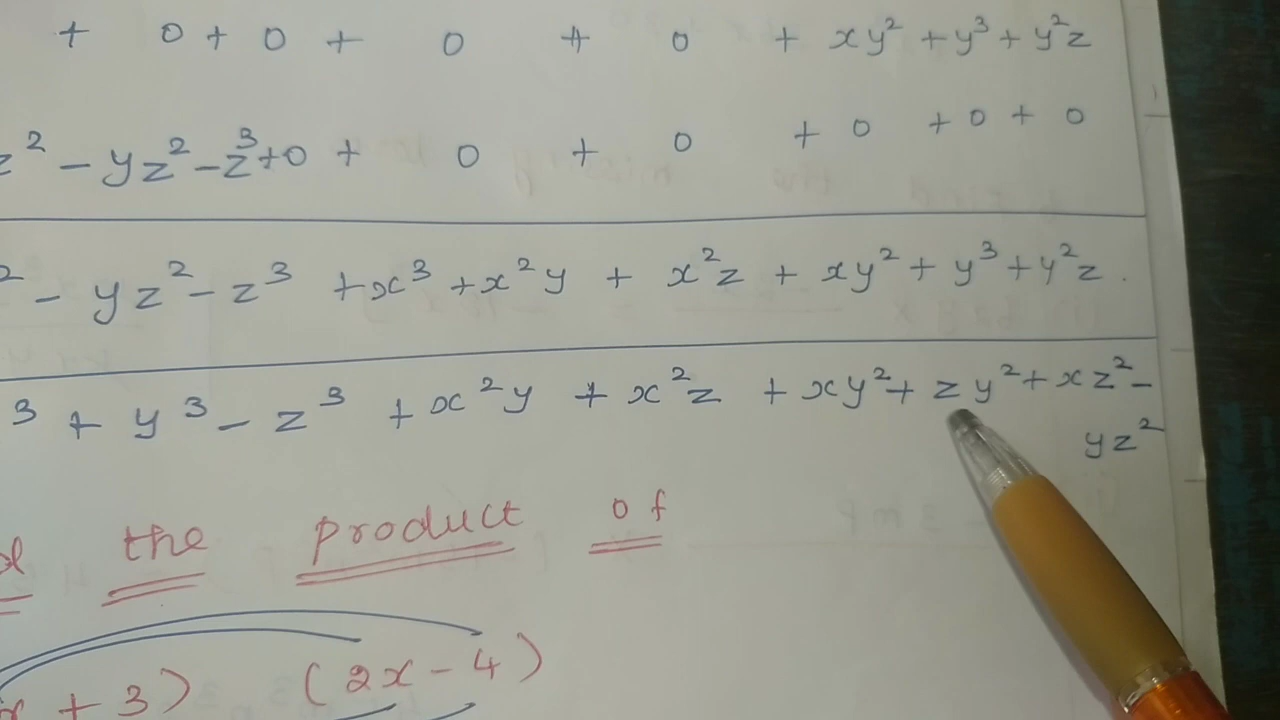 + 0 + 0 + 0 + 0 + xy² + y³ + y²z
z² - yz² - z³ + 0 + 0 + 0 + 0 + 0 + 0
² - yz² - z³ + x³ + x²y + x²z + xy² + y³ + y²z.
³ + y³ - z³ + x²y + x²z + xy² + zy² + xz² -
yz²
the product of
x + 3) (2x - 4)